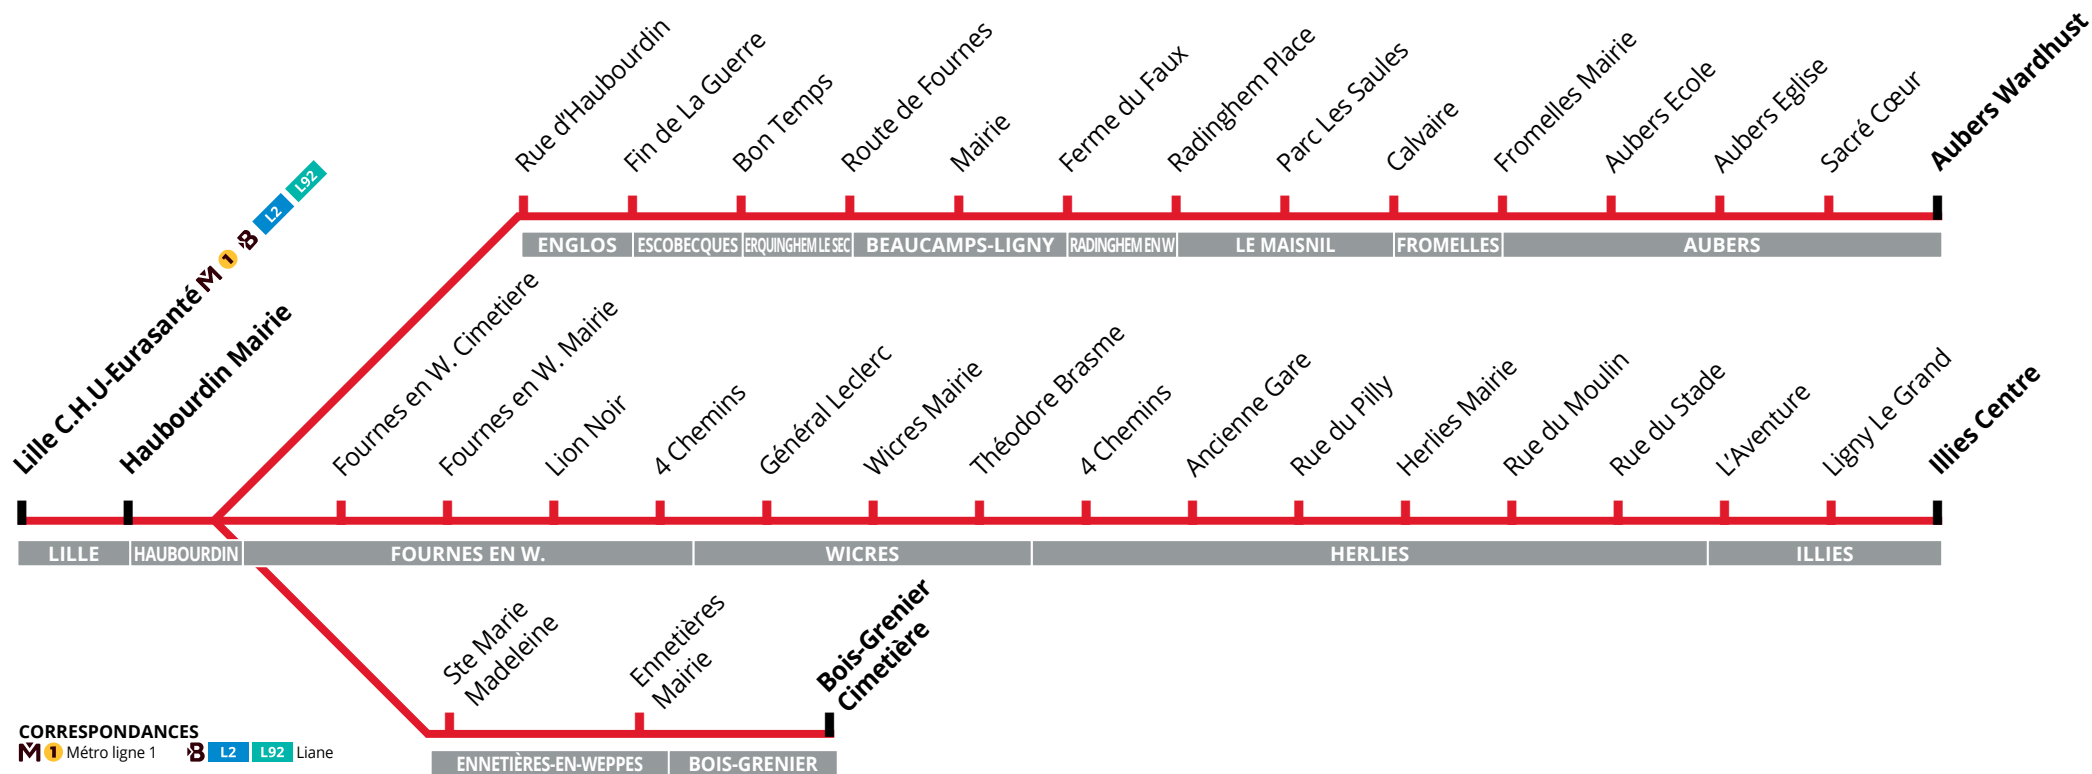 Rue d'Haubourdin
Fin de La Guerre
Bon Temps
Route de Fournes
Mairie
Ferme du Faux
Radinghem Place
Parc Les Saules
Calvaire
Fromelles Mairie
Aubers Ecole
Aubers Eglise
Sacré Cœur
Aubers Wardhust
ENGLOS
ESCOBECQUES
ERQUINGHEM LE SEC
BEAUCAMPS-LIGNY
RADINGHEM EN W
LE MAISNIL
FROMELLES
AUBERS
Lille C.H.U-Eurasanté M 1 B L2 L92
Haubourdin Mairie
Fournes en W. Cimetiere
Fournes en W. Mairie
Lion Noir
4 Chemins
Général Leclerc
Wicres Mairie
Théodore Brasme
4 Chemins
Ancienne Gare
Rue du Pilly
Herlies Mairie
Rue du Moulin
Rue du Stade
L'Aventure
Ligny Le Grand
Illies Centre
LILLE
HAUBOURDIN
FOURNES EN W.
WICRES
HERLIES
ILLIES
Ste Marie
Madeleine
Ennetières
Mairie
Bois-Grenier
Cimetière
ENNETIÈRES-EN-WEPPES
BOIS-GRENIER
CORRESPONDANCES
M 1 Métro ligne 1 B L2 L92 Liane